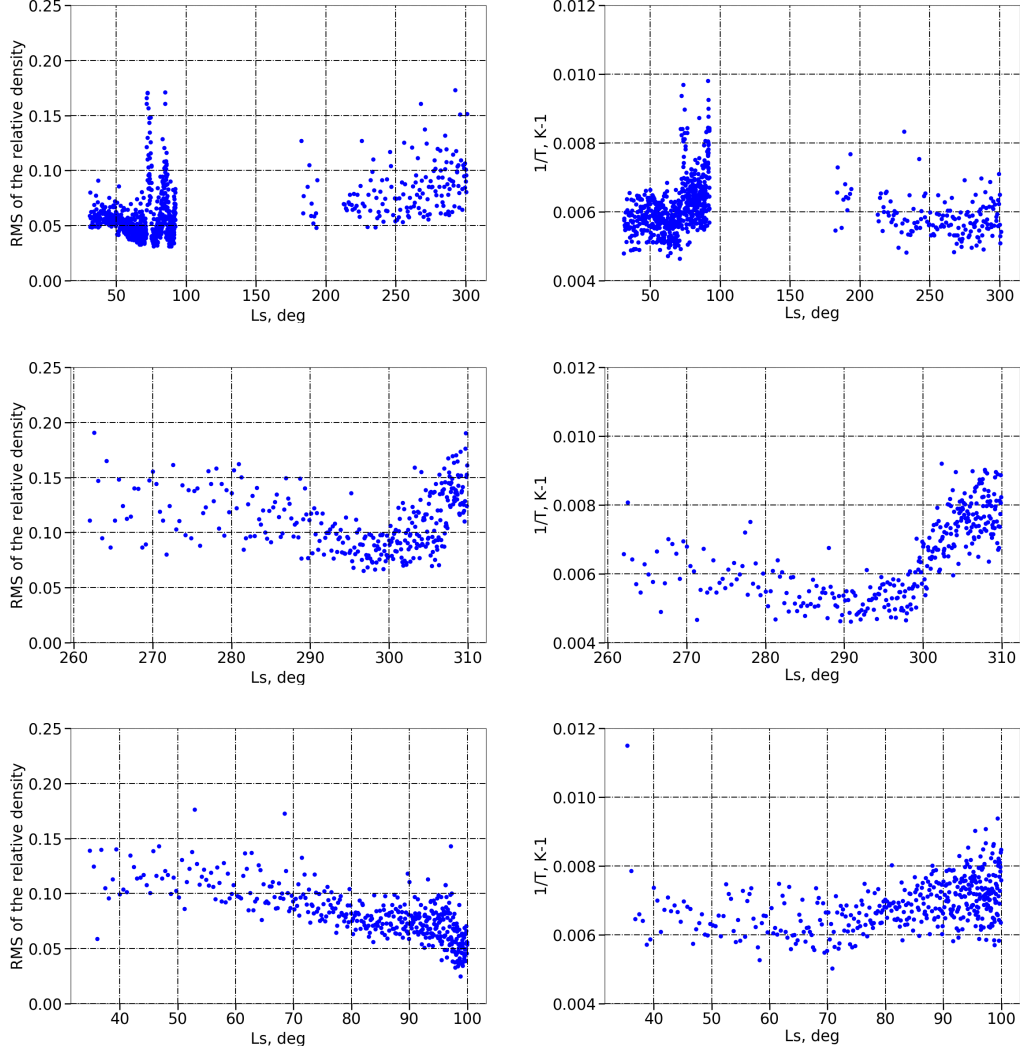 RMS of the relative density
0.25
0.20
0.15
0.10
0.05
0.00
50 100 150 200 250 300
Ls, deg
1/T, K-1
0.012
0.010
0.008
0.006
0.004
50 100 150 200 250 300
Ls, deg
RMS of the relative density
0.25
0.20
0.15
0.10
0.05
0.00
260 270 280 290 300 310
Ls, deg
1/T, K-1
0.012
0.010
0.008
0.006
0.004
260 270 280 290 300 310
Ls, deg
RMS of the relative density
0.25
0.20
0.15
0.10
0.05
0.00
40 50 60 70 80 90 100
Ls, deg
1/T, K-1
0.012
0.010
0.008
0.006
0.004
40 50 60 70 80 90 100
Ls, deg